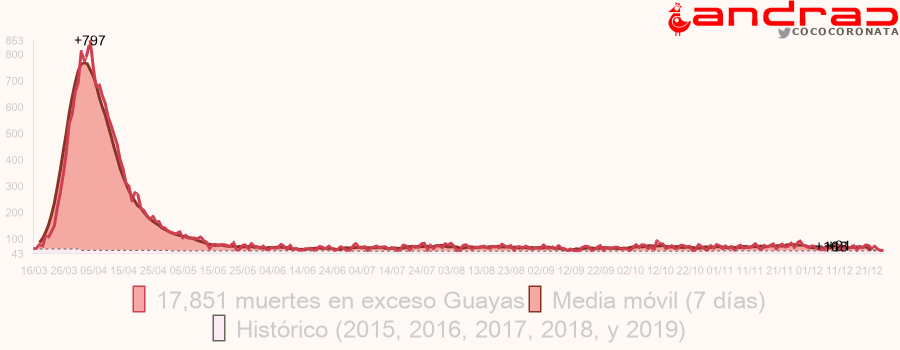 andrab
COCOCORONATA
+797
853
800
700
600
500
400
300
200
100
43
16/03 26/03 05/04 15/04 25/04 05/05 15/05 26/05 04/06 14/06 24/06 04/07 14/07 24/07 03/08 13/08 23/08 02/09 12/09 22/09 02/10 12/10 22/10 01/11 11/11 21/11 01/12 11/12 21/12
17,851 muertes en exceso Guayas Media móvil (7 días)
Histórico (2015, 2016, 2017, 2018, y 2019)